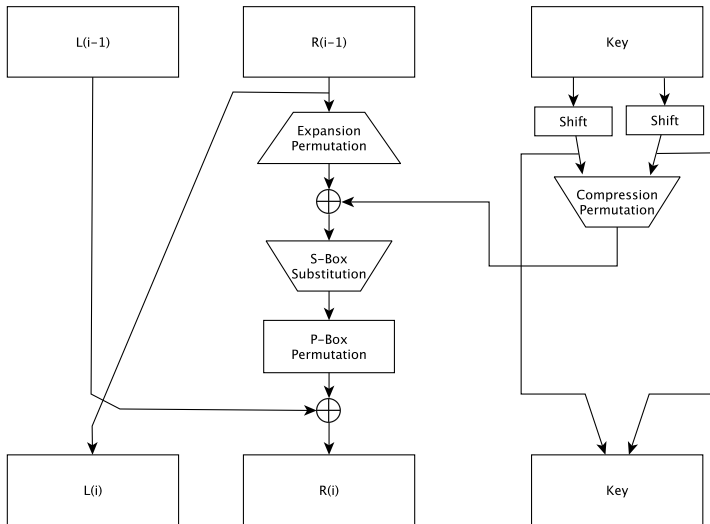 L(i-1)
R(i-1)
Key
Shift
Shift
Expansion
Permutation
Compression
Permutation
S-Box
Substitution
P-Box
Permutation
L(i)
R(i)
Key